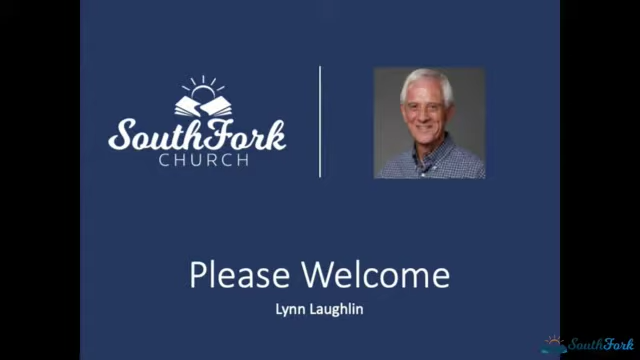 SouthFork
CHURCH
Please Welcome
Lynn Laughlin
SouthFork